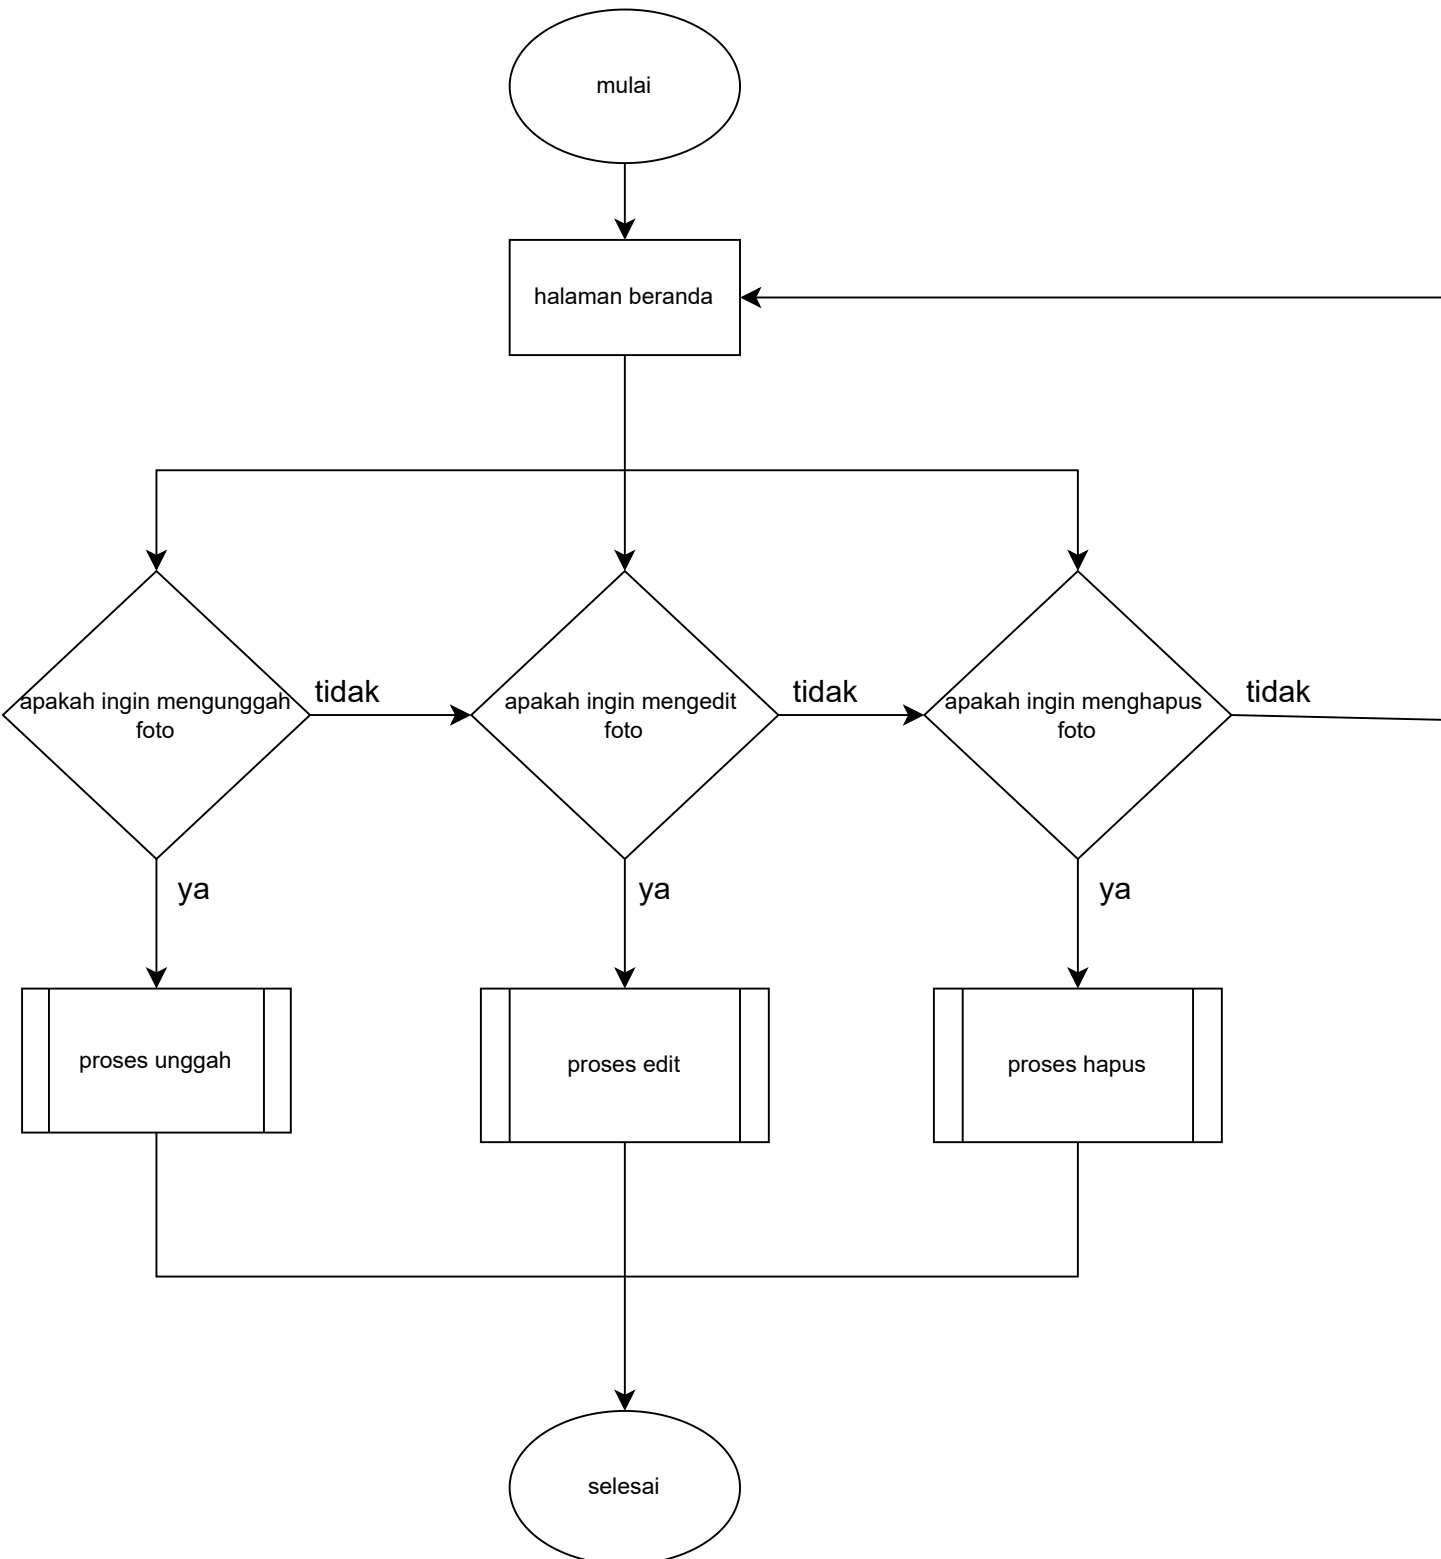 mulai
halaman beranda
apakah ingin mengunggah
foto
tidak
apakah ingin mengedit
foto
tidak
apakah ingin menghapus
foto
tidak
ya
ya
ya
proses unggah
proses edit
proses hapus
selesai